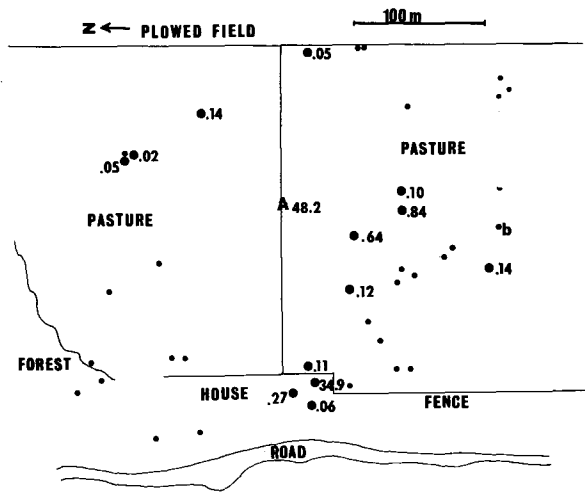 N ← PLOWED FIELD
100 m
.05
.14
PASTURE
.02
.05
.10
A 48.2
.84
PASTURE
b
.64
.14
.12
FOREST
.11
HOUSE
34.9
.27
.06
FENCE
ROAD